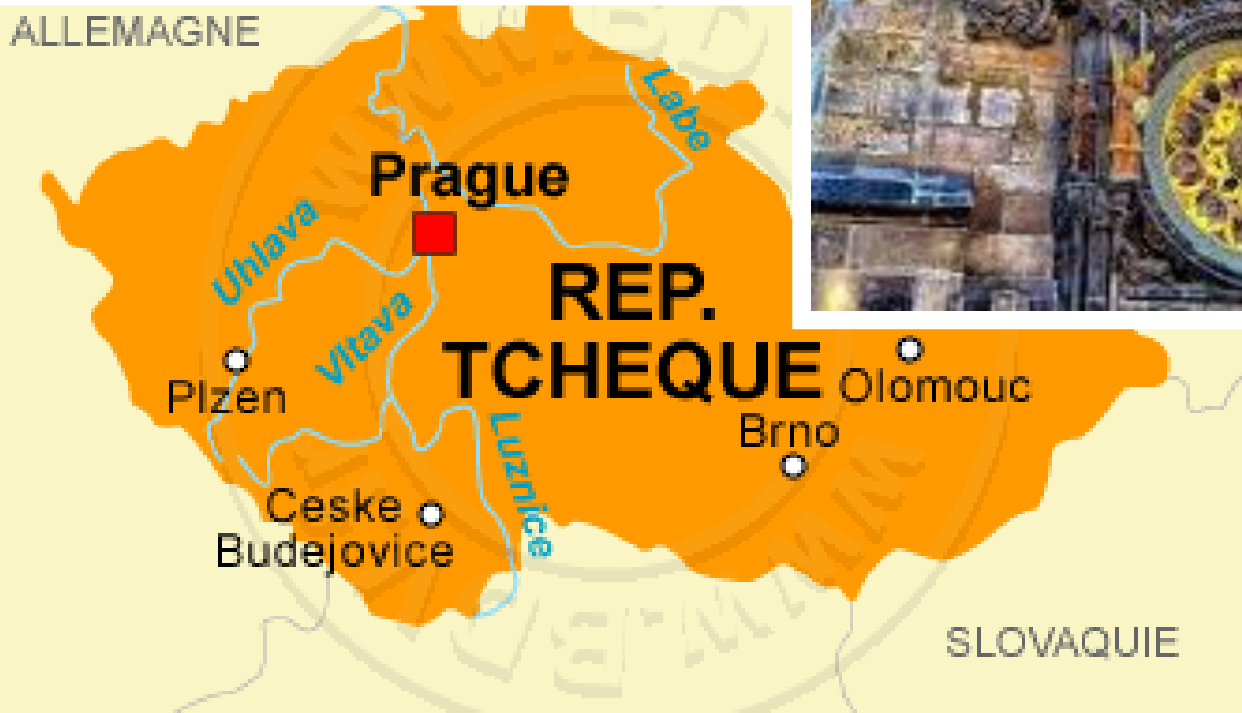 ALLEMAGNE
Labe
Prague
Uhlava
REP.
TCHEQUE
Vltava
Plzen
Olomouc
Brno
Luznice
Ceske
Budejovice
SLOVAQUIE